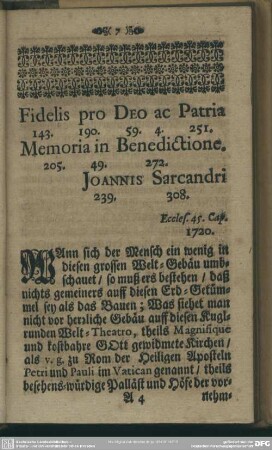 7
Fidelis pro DEO ac Patria
143. 190. 59. 4. 251.
Memoria in Benedictione.
205. 49. 272.
JOANNIS Sarcandri
239. 308.
Eccles. 45. Cap.
1720.
WAnn sich der Mensch ein wenig in
diesen grossen Welt-Gebäu umb-
schauet / so muß ers bestehen / daß
nichts gemeiners auff diesen Erd-Getüm-
mel sey als das Bauen; Was siehet man
nicht vor herrliche Gebäu auff diesen Kugl-
runden Welt-Theatro, theils Magnifique
und kostbahre GOtt gewidmete Kirchen /
als v. g. zu Rom der Heiligen Aposteln
Petri und Pauli im Vatican genannt / theils
besehens-würdige Palläst und Höfe der vor-
A 4 nehm-